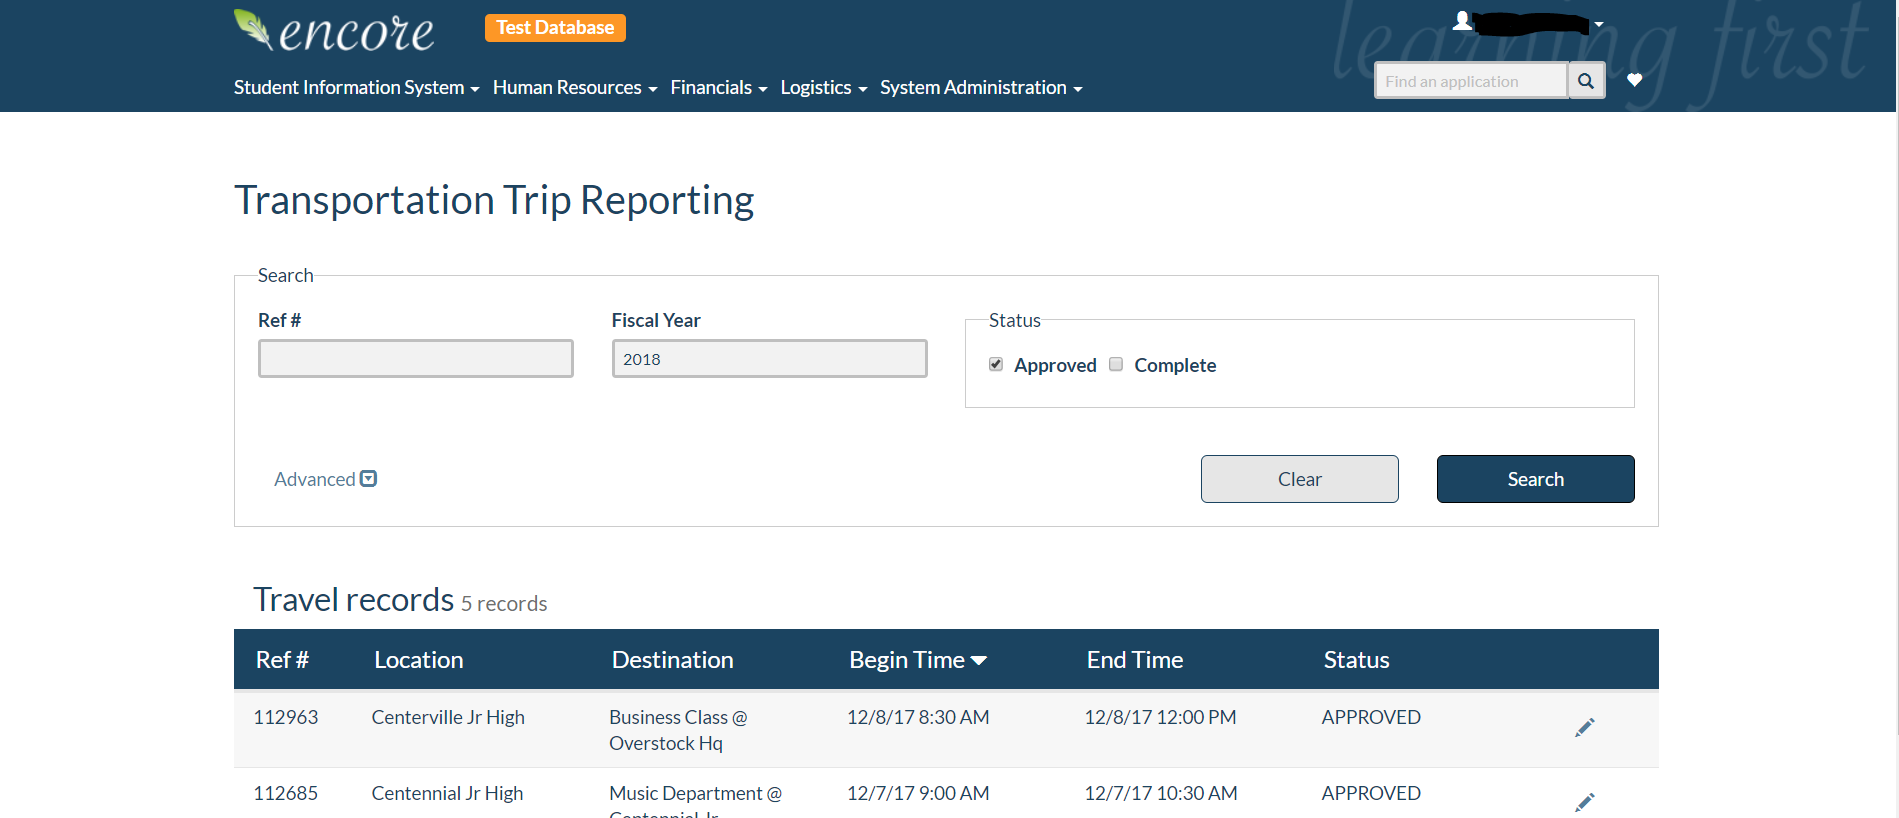 encore
Test Database
learning first
Student Information System Human Resources Financials Logistics System Administration
Find an application
Transportation Trip Reporting
Search
Ref #
Fiscal Year
Status
2018
Approved Complete
Advanced
Clear
Search
Travel records 5 records
Ref # Location Destination Begin Time End Time Status
112963 Centerville Jr High Business Class @ 12/8/17 8:30 AM 12/8/17 12:00 PM APPROVED
Overstock Hq
112685 Centennial Jr High Music Department @ 12/7/17 9:00 AM 12/7/17 10:30 AM APPROVED
Centennial Jr